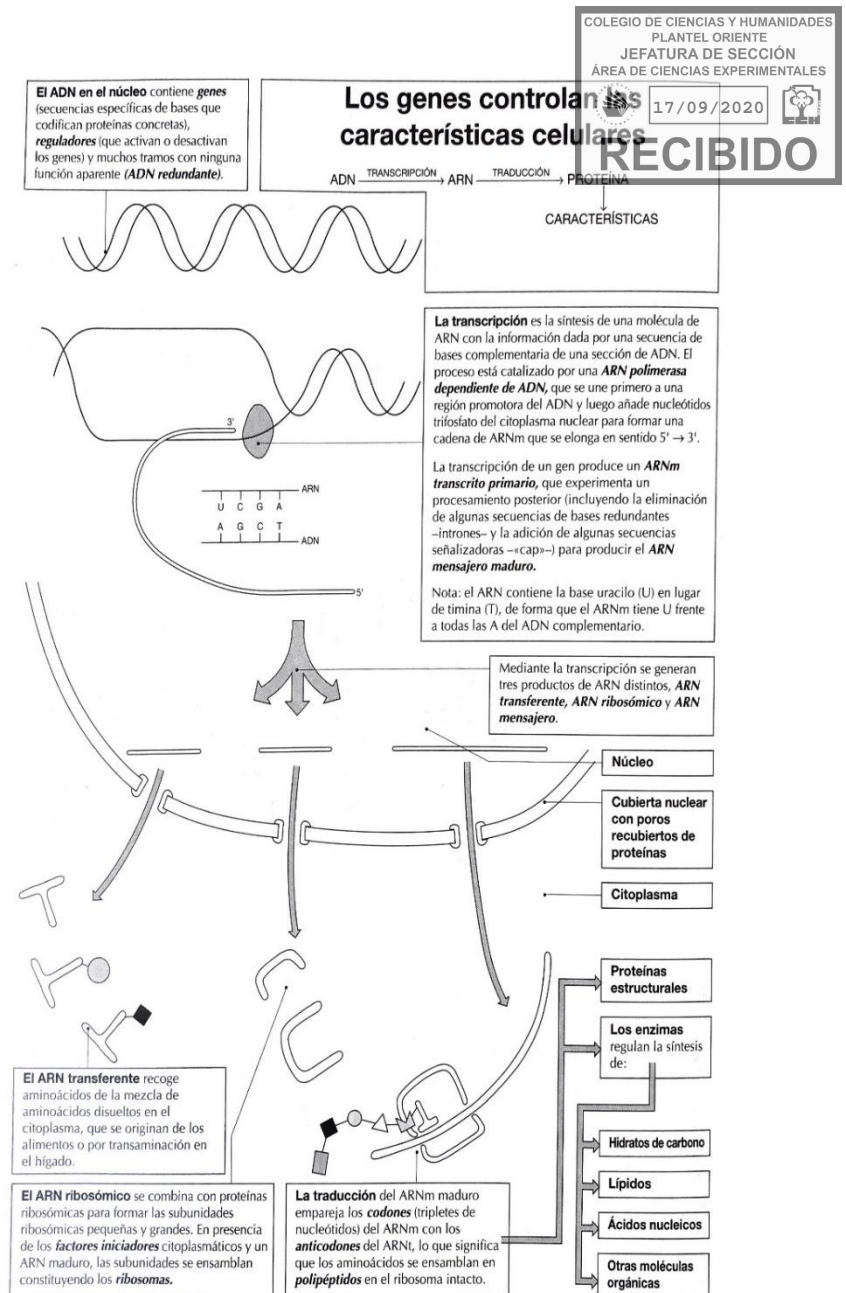 COLEGIO DE CIENCIAS Y HUMANIDADES
PLANTEL ORIENTE
JEFATURA DE SECCIÓN
ÁREA DE CIENCIAS EXPERIMENTALES
17/09/2020
RECIBIDO
El ADN en el núcleo contiene genes
(secuencias específicas de bases que
codifican proteínas concretas),
reguladores (que activan o desactivan
los genes) y muchos tramos con ninguna
función aparente (ADN redundante).
Los genes controlan las
características celulares
ADN TRANSCRIPCIÓN → ARN TRADUCCIÓN → PROTEÍNA
CARACTERÍSTICAS
La transcripción es la síntesis de una molécula de
ARN con la información dada por una secuencia de
bases complementaria de una sección de ADN. El
proceso está catalizado por una ARN polimerasa
dependiente de ADN, que se une primero a una
región promotora del ADN y luego añade nucleótidos
trifosfato del citoplasma nuclear para formar una
cadena de ARNm que se elonga en sentido 5' → 3'.
La transcripción de un gen produce un ARNm
transcrito primario, que experimenta un
procesamiento posterior (incluyendo la eliminación
de algunas secuencias de bases redundantes
–intrones– y la adición de algunas secuencias
señalizadoras –«cap»–) para producir el ARN
mensajero maduro.
Nota: el ARN contiene la base uracilo (U) en lugar
de timina (T), de forma que el ARNm tiene U frente
a todas las A del ADN complementario.
3'
ARN
U C G A
A G C T
ADN
5'
Mediante la transcripción se generan
tres productos de ARN distintos, ARN
transferente, ARN ribosómico y ARN
mensajero.
Núcleo
Cubierta nuclear
con poros
recubiertos de
proteínas
Citoplasma
Proteínas
estructurales
Los enzimas
regulan la síntesis
de:
Hidratos de carbono
Lípidos
Ácidos nucleicos
Otras moléculas
orgánicas
El ARN transferente recoge
aminoácidos de la mezcla de
aminoácidos disueltos en el
citoplasma, que se originan de los
alimentos o por transaminación en
el hígado.
El ARN ribosómico se combina con proteínas
ribosómicas para formar las subunidades
ribosómicas pequeñas y grandes. En presencia
de los factores iniciadores citoplasmáticos y un
ARN maduro, las subunidades se ensamblan
constituyendo los ribosomas.
La traducción del ARNm maduro
empareja los codones (tripletes de
nucleótidos) del ARNm con los
anticodones del ARNt, lo que significa
que los aminoácidos se ensamblan en
polipéptidos en el ribosoma intacto.